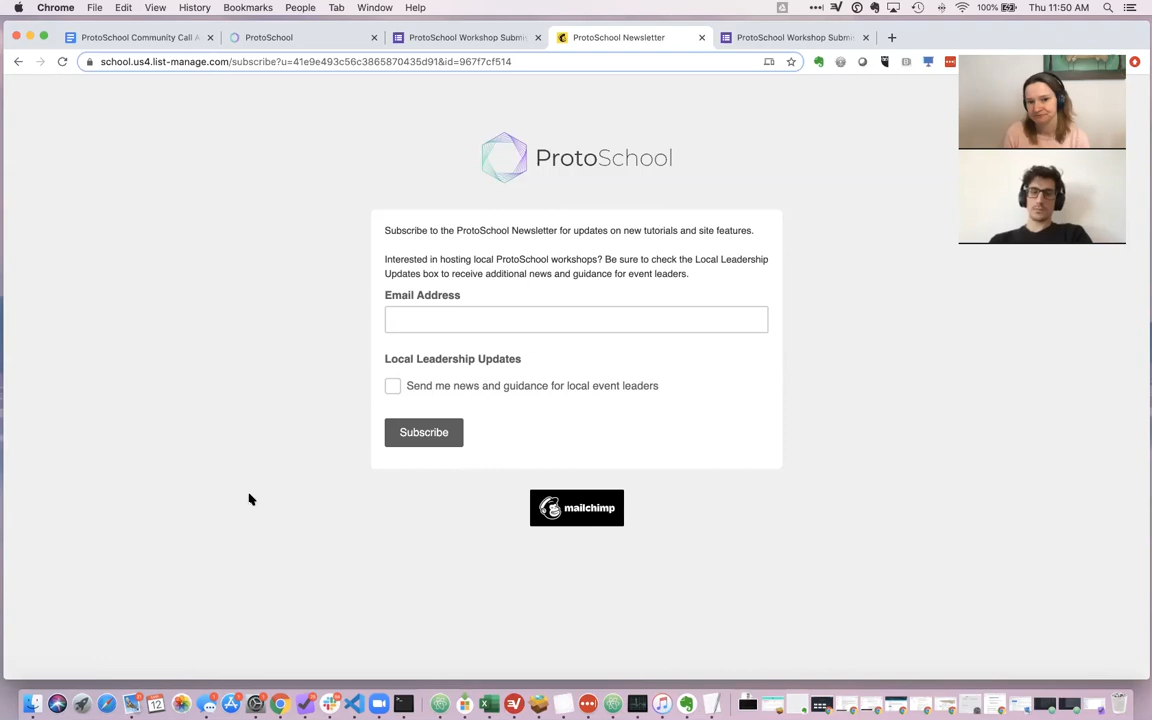 Chrome File Edit View History Bookmarks People Tab Window Help 100% Thu 11:50 AM
ProtoSchool Community Call A ProtoSchool ProtoSchool Workshop Submis ProtoSchool Newsletter ProtoSchool Workshop Submis
school.us4.list-manage.com/subscribe?u=41e9e493c56c3865870435d91&id=967f7cf514
ProtoSchool
Subscribe to the ProtoSchool Newsletter for updates on new tutorials and site features.
Interested in hosting local ProtoSchool workshops? Be sure to check the Local Leadership
Updates box to receive additional news and guidance for event leaders.
Email Address
Local Leadership Updates
Send me news and guidance for local event leaders
Subscribe
mailchimp
12